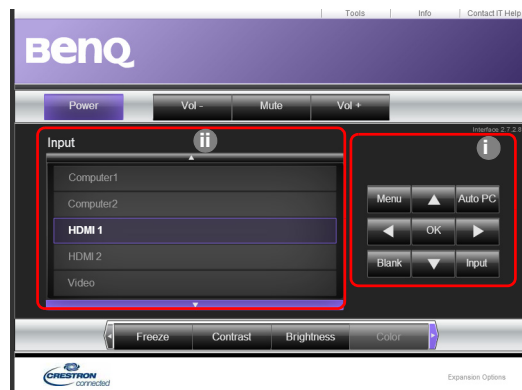 Tools Info Contact IT Help
BenQ
Power Vol - Mute Vol +
Interface 2.7.2.8
Input ii i
Computer1
Computer2
HDMI 1
HDMI 2
Video
Menu Auto PC
OK
Blank Input
Freeze Contrast Brightness Color
CRESTRON
connected
Expansion Options